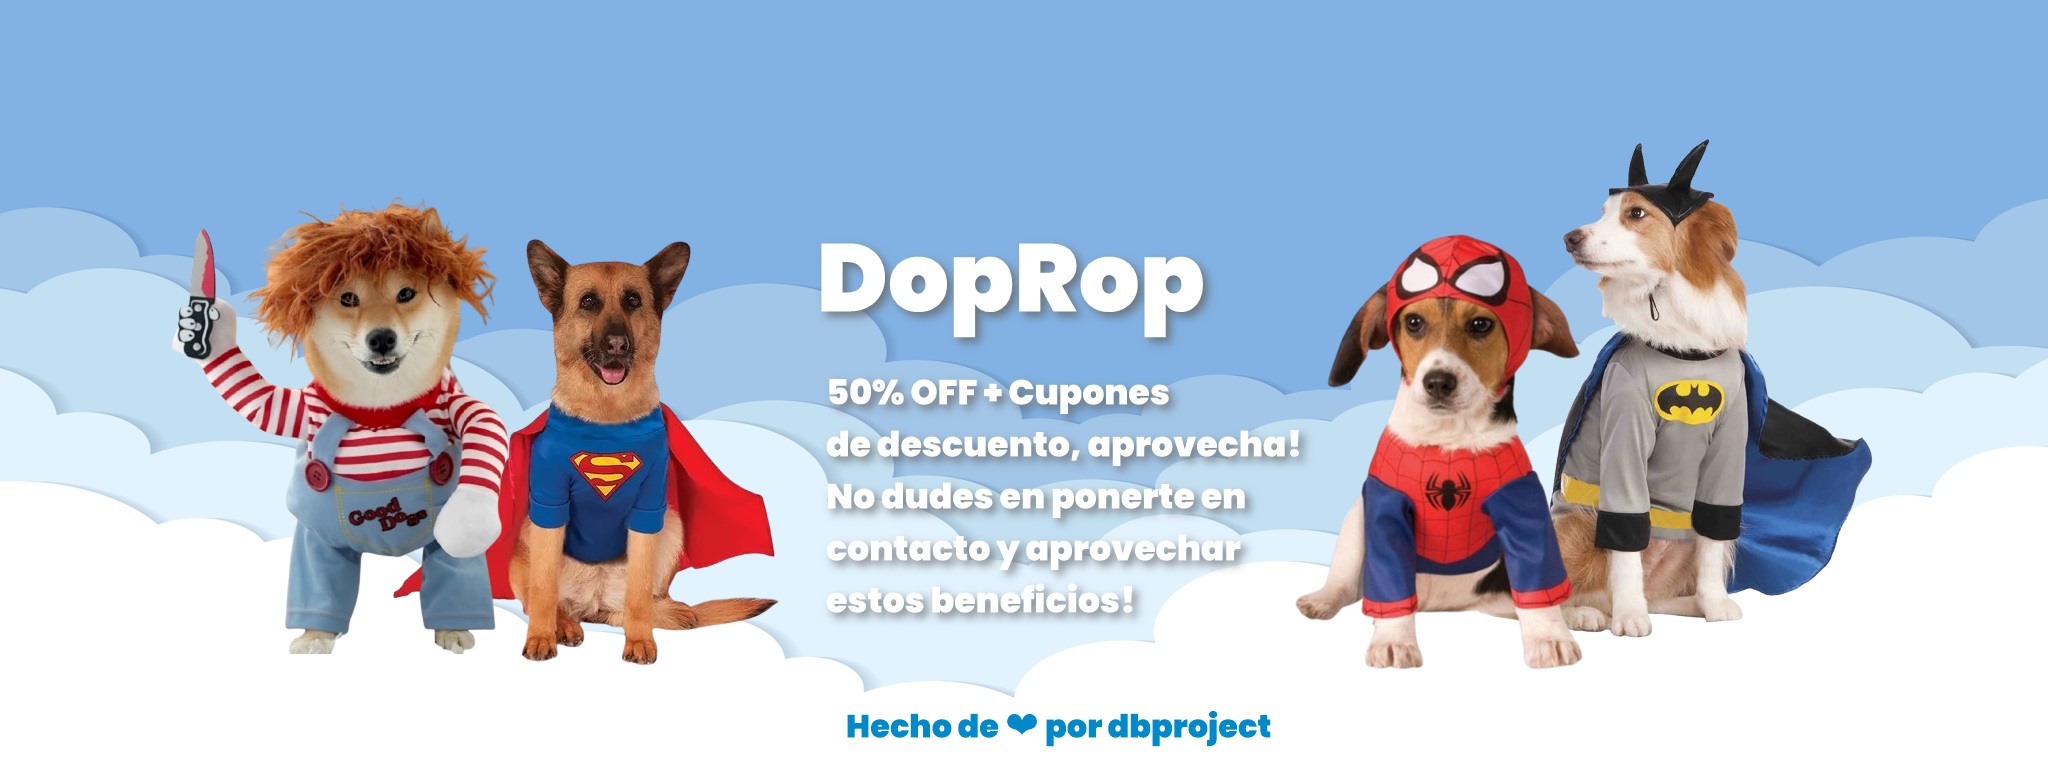 DopRop
50% OFF + Cupones
de descuento, aprovecha!
No dudes en ponerte en
contacto y aprovechar
estos beneficios!
Good
Dogs
Hecho de ❤ por dbproject